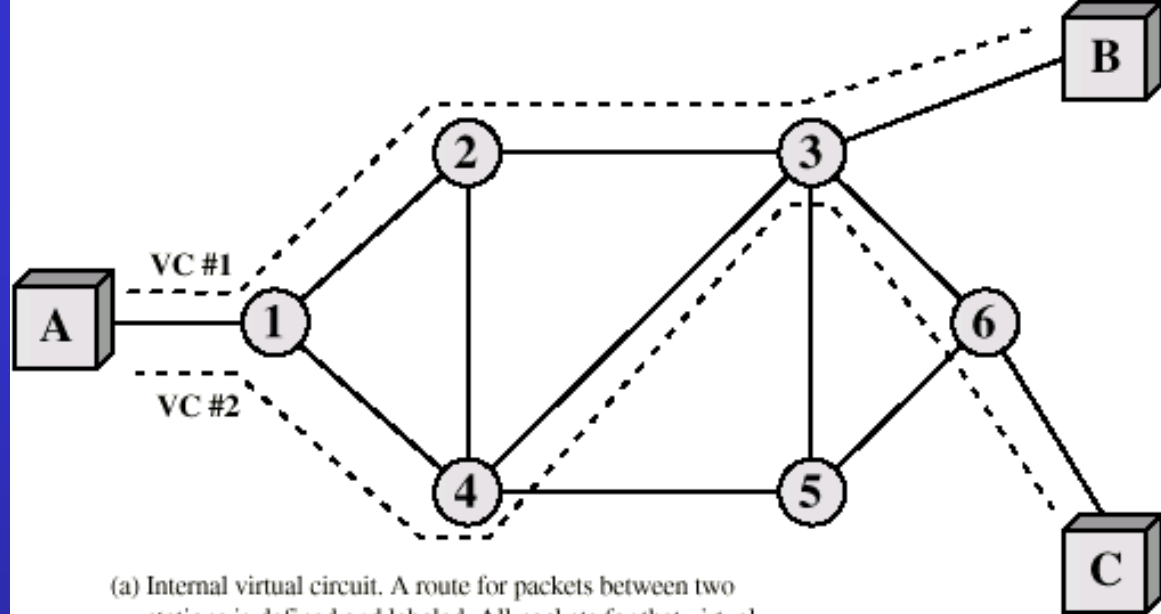 B
2
3
VC #1
A
1
6
VC #2
4
5
C
(a) Internal virtual circuit. A route for packets between two